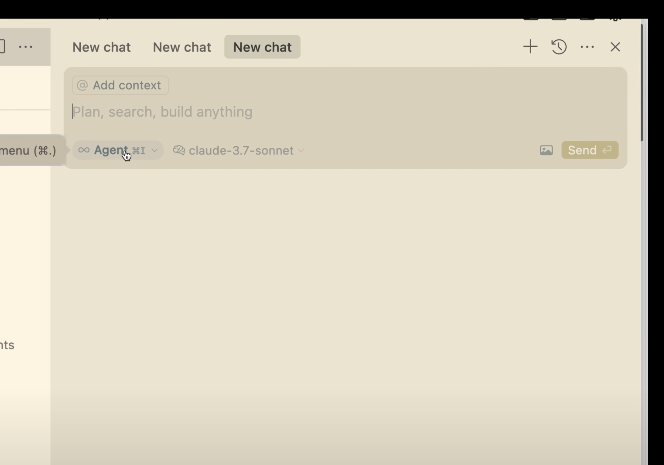 New chat New chat New chat
@ Add context
Plan, search, build anything
menu (⌘.)
∞ Agent ⌘I claude-3.7-sonnet Send
nts